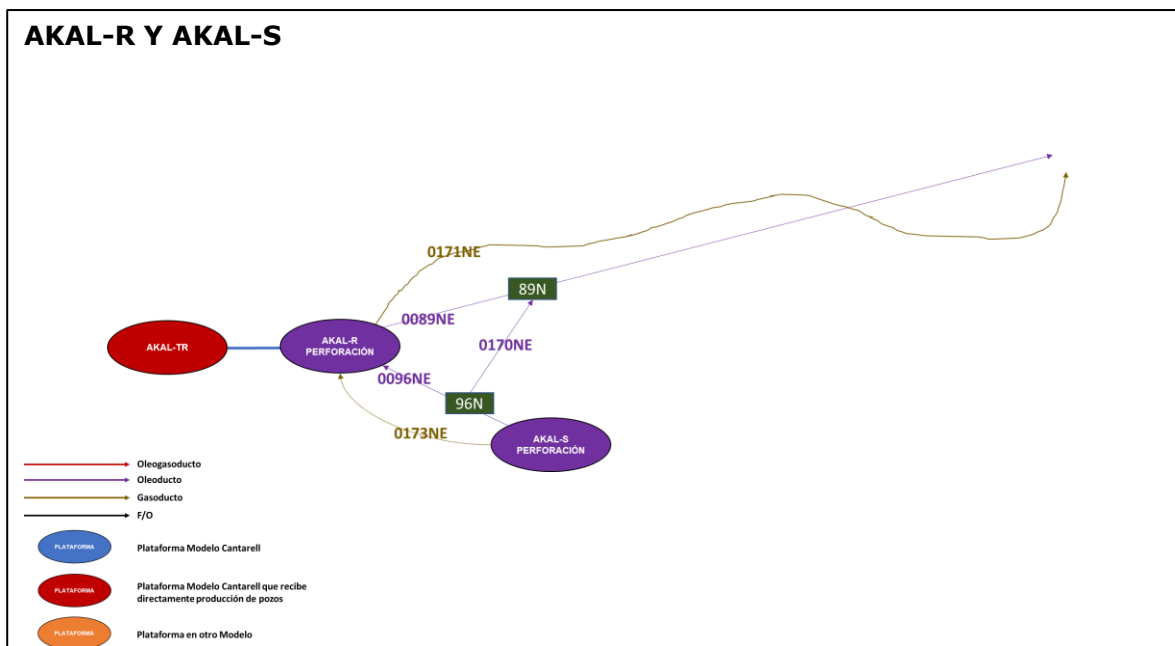 AKAL-R Y AKAL-S
0171NE
89N
0089NE
AKAL-TR
AKAL-R
PERFORACIÓN
0170NE
0096NE
96N
0173NE
AKAL-S
PERFORACIÓN
Oleogasoducto
Oleoducto
Gasoducto
F/O
PLATAFORMA
Plataforma Modelo Cantarell
PLATAFORMA
Plataforma Modelo Cantarell que recibe
directamente producción de pozos
PLATAFORMA
Plataforma en otro Modelo